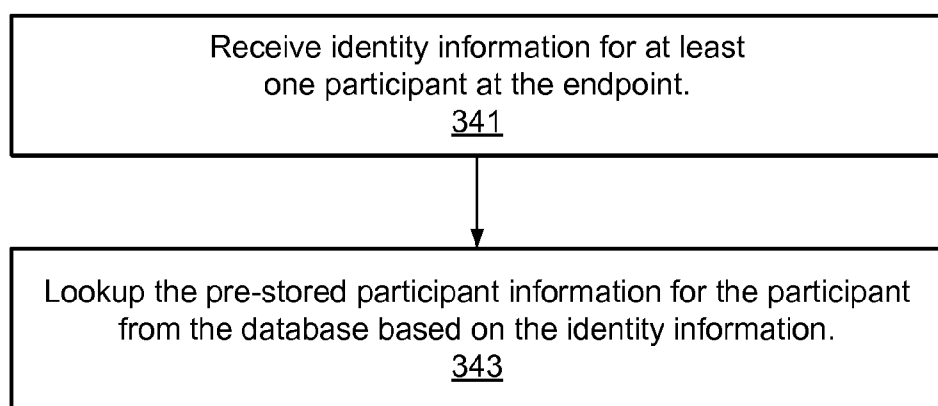 Receive identity information for at least
one participant at the endpoint.
341
Lookup the pre-stored participant information for the participant
from the database based on the identity information.
343